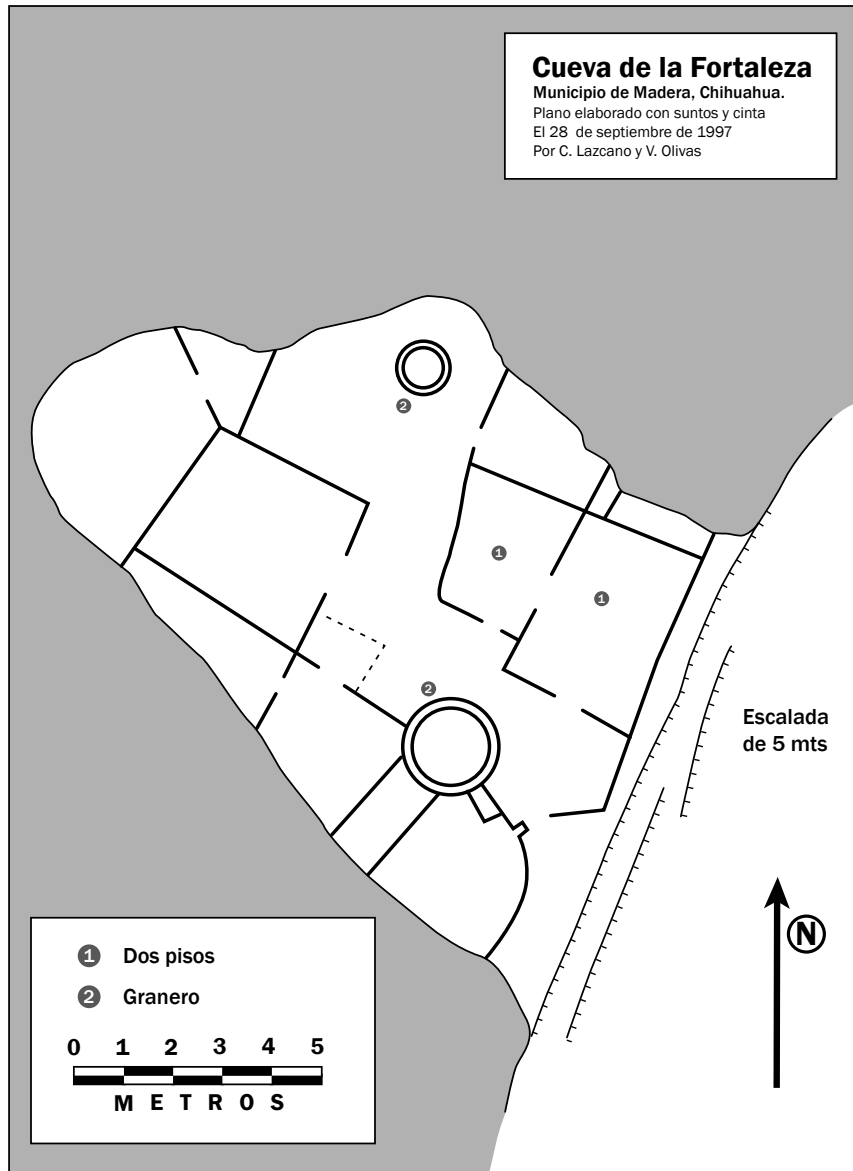 Cueva de la Fortaleza
Municipio de Madera, Chihuahua.
Plano elaborado con suntos y cinta
El 28 de septiembre de 1997
Por C. Lazcano y V. Olivas
2
1
1
2
Escalada
de 5 mts
N
1 Dos pisos
2 Granero
0 1 2 3 4 5
METROS